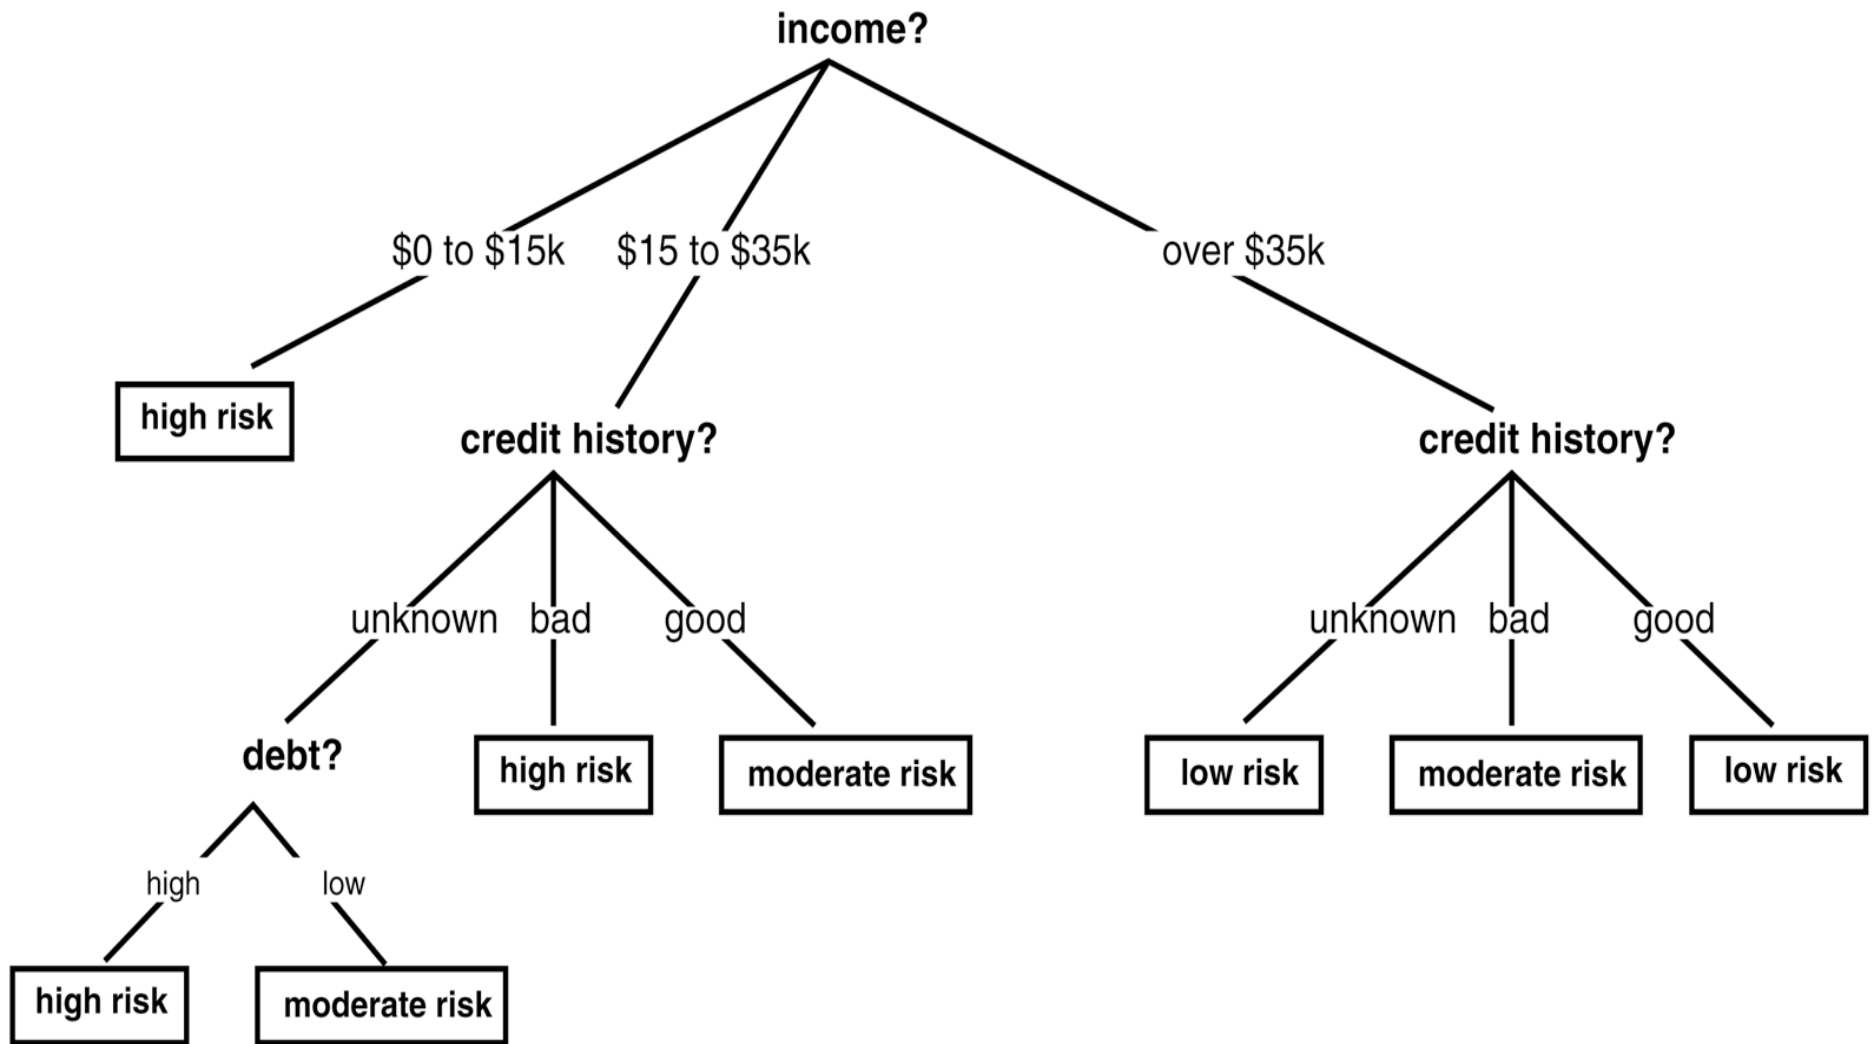 income?
$0 to $15k $15 to $35k over $35k
high risk
credit history? credit history?
unknown bad good unknown bad good
debt? high risk moderate risk low risk moderate risk low risk
high low
high risk moderate risk